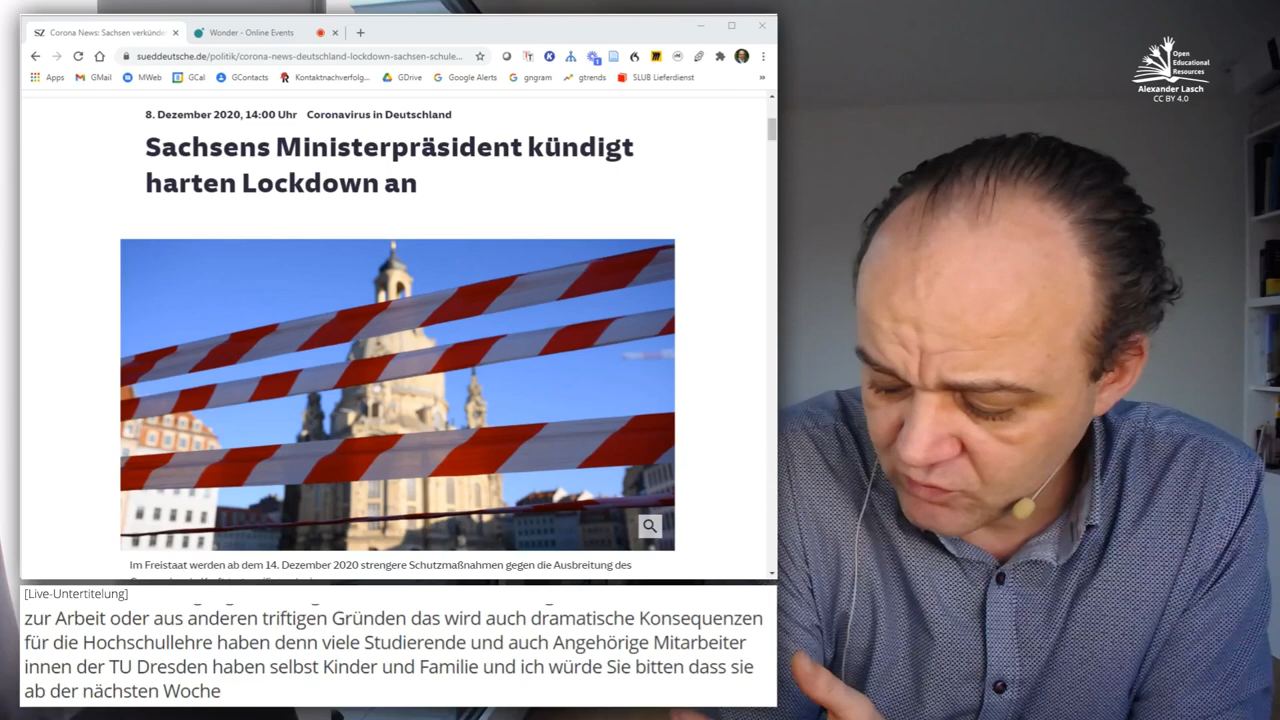 SZ Corona News: Sachsen verkünde
Wonder - Online Events
sueddeutsche.de/politik/corona-news-deutschland-lockdown-sachsen-schule...
Apps GMail MWeb GCal GContacts Kontaktnachverfolg... GDrive Google Alerts gngram gtrends SLUB Lieferdienst »
8. Dezember 2020, 14:00 Uhr Coronavirus in Deutschland
Sachsens Ministerpräsident kündigt
harten Lockdown an
Im Freistaat werden ab dem 14. Dezember 2020 strengere Schutzmaßnahmen gegen die Ausbreitung des
[Live-Untertitelung]
zur Arbeit oder aus anderen triftigen Gründen das wird auch dramatische Konsequenzen
für die Hochschullehre haben denn viele Studierende und auch Angehörige Mitarbeiter
innen der TU Dresden haben selbst Kinder und Familie und ich würde Sie bitten dass sie
ab der nächsten Woche
Open
Educational
Resources
Alexander Lasch
CC BY 4.0